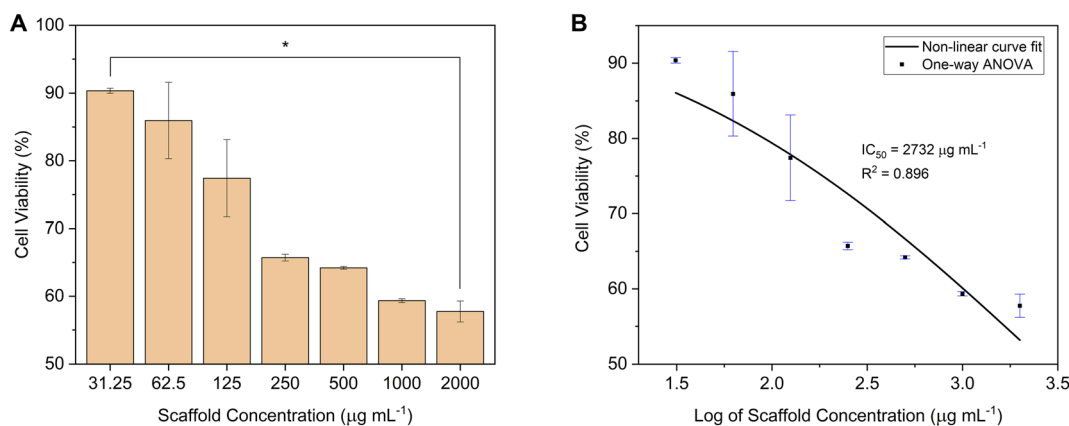 A
*
100
90
80
70
60
50
Cell Viability (%)
31.25 62.5 125 250 500 1000 2000
Scaffold Concentration (μg mL⁻¹)
B
Non-linear curve fit
One-way ANOVA
IC₅₀ = 2732 μg mL⁻¹
R² = 0.896
90
80
70
60
50
Cell Viability (%)
1.5 2.0 2.5 3.0 3.5
Log of Scaffold Concentration (μg mL⁻¹)